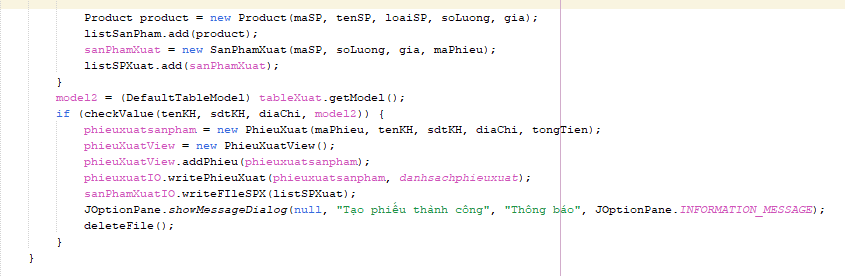 Product product = new Product(maSP, tenSP, loaiSP, soLuong, gia);
listSanPham.add(product);
sanPhamXuat = new SanPhamXuat(maSP, soLuong, gia, maPhieu);
listSPXuat.add(sanPhamXuat);
}
model2 = (DefaultTableModel) tableXuat.getModel();
if (checkValue(tenKH, sdtKH, diaChi, model2)) {
phieuxuatsanpham = new PhieuXuat(maPhieu, tenKH, sdtKH, diaChi, tongTien);
phieuXuatView = new PhieuXuatView();
phieuXuatView.addPhieu(phieuxuatsanpham);
phieuxuatIO.writePhieuXuat(phieuxuatsanpham, danhsachphieuxuat);
sanPhamXuatIO.writeFIleSPX(listSPXuat);
JOptionPane.showMessageDialog(null, "Tạo phiếu thành công", "Thông báo", JOptionPane.INFORMATION_MESSAGE);
deleteFile();
}
}